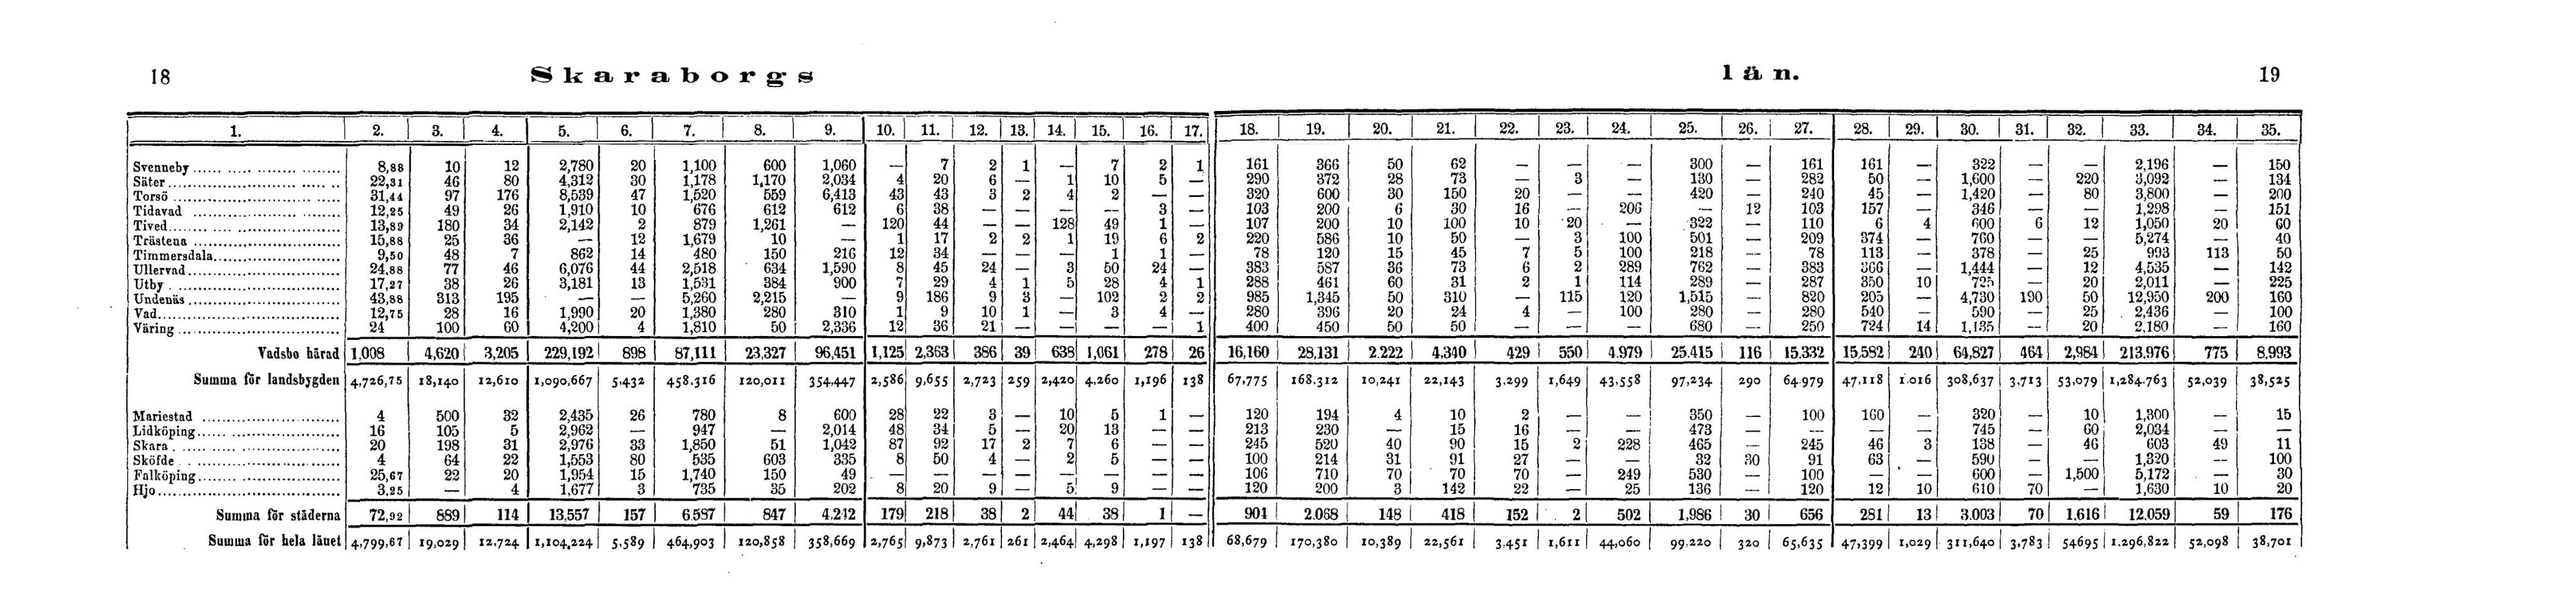 18 Skaraborgs län. 19
1. 2. 3. 4. 5. 6. 7. 8. 9. 10. 11. 12. 13. 14. 15. 16. 17. 18. 19. 20. 21. 22. 23. 24. 25. 26. 27. 28. 29. 30. 31. 32. 33. 34. 35.
Svenneby 8,88 10 12 2,780 20 1,100 600 1,060 — 7 2 1 — 7 2 1 161 366 50 62 — — — 300 — 161 161 — 322 — — 2,196 — 150
Säter 22,31 46 80 4,312 30 1,178 1,170 2,034 4 20 6 — 1 10 5 — 290 372 28 73 — 3 — 130 — 282 50 — 1,600 — 220 3,092 — 134
Torsö 31,44 97 176 8,539 47 1,520 559 6,413 43 43 3 2 4 2 — — 320 600 30 150 20 — — 420 — 240 45 — 1,420 — 80 3,800 — 200
Tidavad 12,25 49 26 1,910 10 676 612 612 6 38 — — — — 3 — 103 200 6 30 16 — 206 — 12 103 157 — 346 — — 1,298 — 151
Tived 13,89 180 34 2,142 2 879 1,261 — 120 44 — — 128 49 1 — 107 200 10 100 10 20 — 322 — 110 6 4 600 6 12 1,050 20 60
Trästena 15,88 25 36 — 12 1,679 10 — 1 17 2 2 1 19 6 2 220 586 10 50 — 3 100 501 — 209 374 — 760 — — 5,274 — 40
Timmersdala 9,50 48 7 862 14 480 150 216 12 34 — — — 1 1 — 78 120 15 45 7 5 100 218 — 78 113 — 378 — 25 993 113 50
Ullervad 24,88 77 46 6,076 44 2,518 634 1,590 8 45 24 — 3 50 24 — 383 587 36 73 6 2 289 762 — 383 366 — 1,444 — 12 4,535 — 142
Utby 17,27 38 26 3,181 13 1,531 384 900 7 29 4 1 5 28 4 1 288 461 60 31 2 1 114 289 — 287 350 10 725 — 20 2,011 — 225
Undenäs 43,88 313 195 — — 5,260 2,215 — 9 186 9 3 — 102 2 2 985 1,345 50 310 — 115 120 1,515 — 820 205 — 4,730 190 50 12,950 200 160
Vad 12,75 28 16 1,990 20 1,380 280 310 1 9 10 1 — 3 4 — 280 396 20 24 4 — 100 280 — 280 540 — 590 — 25 2,436 — 100
Väring 24 100 60 4,200 4 1,810 50 2,336 12 36 21 — — — — 1 400 450 50 50 — — — 680 — 250 724 14 1,135 — 20 2,180 — 160
Vadsbo härad 1,008 4,620 3,205 229,192 898 87,111 23,327 96,451 1,125 2,363 386 39 638 1,061 278 26 16,160 28,131 2.222 4,340 429 550 4.979 25.415 116 15,332 15,582 240 64,827 464 2,984 213,976 775 8,993
Summa för landsbygden 4,726,75 18,140 12,610 1,090,667 5,432 458,316 120,011 354,447 2,586 9,655 2,723 259 2,420 4,260 1,196 138 67,775 168,312 10,241 22,143 3,299 1,649 43,558 97,234 290 64 979 47,118 1.016 308,637 3,713 53,079 1,284,763 52,039 38,525
Mariestad 4 500 32 2,435 26 780 8 600 28 22 3 — 10 5 1 — 120 194 4 10 2 — — 350 — 100 160 — 320 — 10 1,300 — 15
Lidköping 16 105 5 2,962 — 947 — 2,014 48 34 5 — 20 13 — — 213 230 — 15 16 — — 473 — — — — 745 — 60 2,034 — —
Skara 20 198 31 2,976 33 1,850 51 1,042 87 92 17 2 7 6 — — 245 520 40 90 15 2 228 465 — 245 46 3 138 — 46 603 49 11
Sköfde 4 64 22 1,553 80 535 603 335 8 50 4 — 2 5 — — 100 214 31 91 27 — — 32 30 91 63 — 590 — — 1,320 — 100
Falköping 25,67 22 20 1,954 15 1,740 150 49 — — — — — — — — 106 710 70 70 70 — 249 530 — 100 — — 600 — 1,500 5,172 — 30
Hjo 3,25 — 4 1,677 3 735 35 202 8 20 9 — 5 9 — — 120 200 3 142 22 — 25 136 — 120 12 10 610 70 — 1,630 10 20
Summa för städerna 72,92 889 114 13,557 157 6 587 847 4.242 179 218 38 2 44 38 1 — 904 2.068 148 418 152 2 502 1,986 30 656 281 13 3.003 70 1,616 12.059 59 176
Summa för hela länet 4,799,67 19,029 12,724 1,104,224 5,589 464,903 120,858 358,669 2,765 9,873 2,761 261 2,464 4,298 1,197 138 68,679 170,380 10,389 22,561 3.451 1,611 44,060 99,220 320 65,635 47,399 1,029 311,640 3,783 54695 1,296,822 52,098 38,701